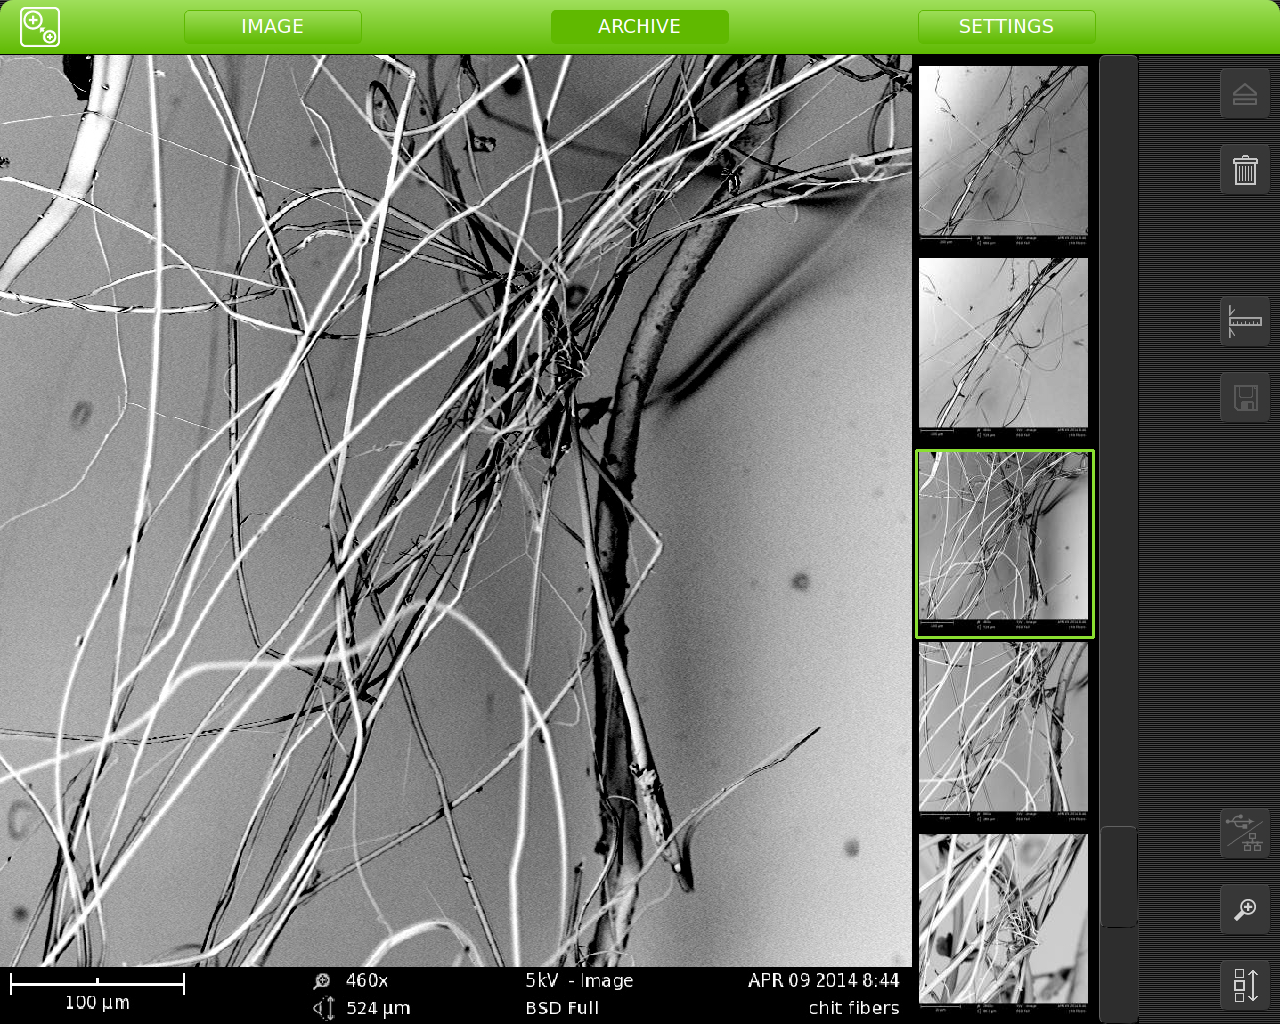 IMAGE ARCHIVE SETTINGS
460x 5kV - Image APR 09 2014 8:44
100 µm 524 µm BSD Full chit fibers